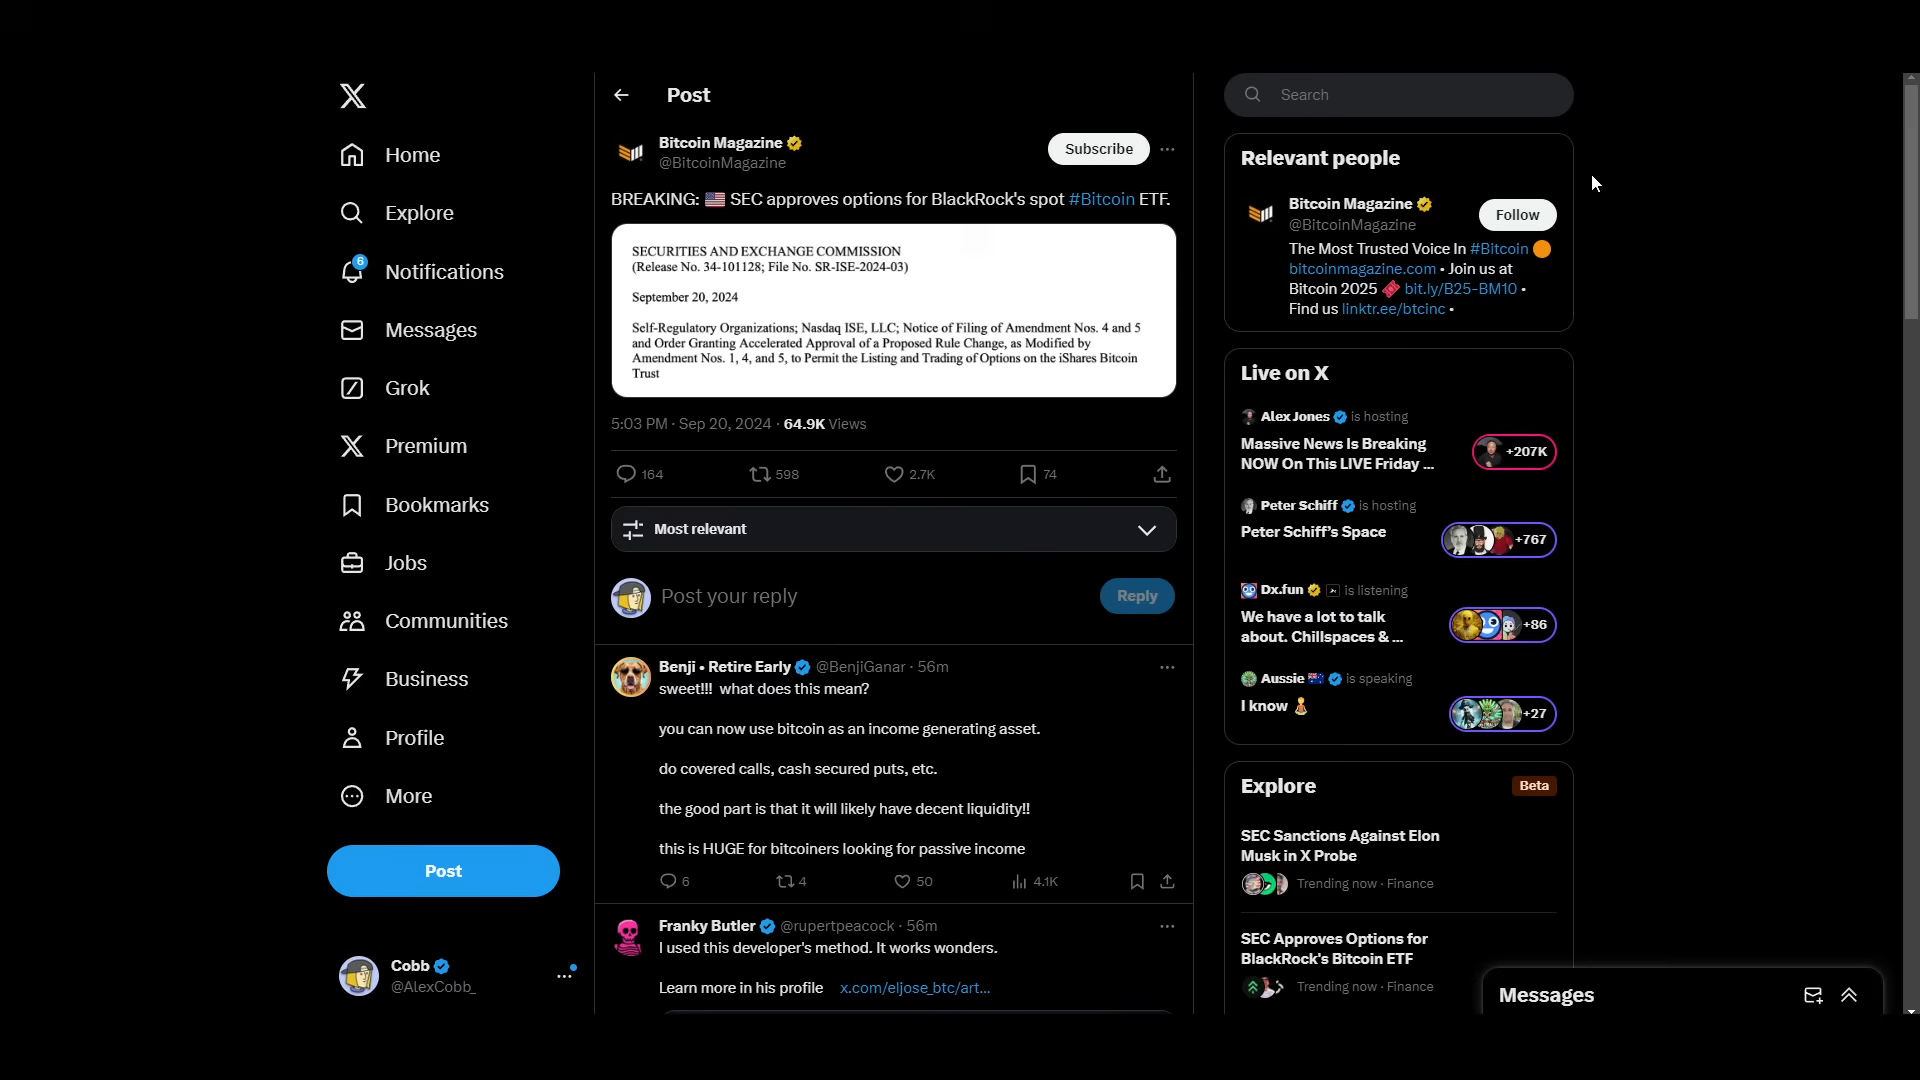 Home
Explore
6
Notifications
Messages
Grok
Premium
Bookmarks
Jobs
Communities
Business
Profile
More
Post
Cobb
@AlexCobb_
Post
Bitcoin Magazine
@BitcoinMagazine
Subscribe
BREAKING: 🇺🇸 SEC approves options for BlackRock's spot #Bitcoin ETF.
SECURITIES AND EXCHANGE COMMISSION
(Release No. 34-101128; File No. SR-ISE-2024-03)
September 20, 2024
Self-Regulatory Organizations; Nasdaq ISE, LLC; Notice of Filing of Amendment Nos. 4 and 5
and Order Granting Accelerated Approval of a Proposed Rule Change, as Modified by
Amendment Nos. 1, 4, and 5, to Permit the Listing and Trading of Options on the iShares Bitcoin
Trust
5:03 PM · Sep 20, 2024 · 64.9K Views
164 598 2.7K 74
Most relevant
Post your reply
Reply
Benji • Retire Early @BenjiGanar · 56m
sweet!!! what does this mean?
you can now use bitcoin as an income generating asset.
do covered calls, cash secured puts, etc.
the good part is that it will likely have decent liquidity!!
this is HUGE for bitcoiners looking for passive income
6 4 50 4.1K
Franky Butler @rupertpeacock · 56m
I used this developer's method. It works wonders.
Learn more in his profile x.com/eljose_btc/art...
Search
Relevant people
Bitcoin Magazine
@BitcoinMagazine
Follow
The Most Trusted Voice In #Bitcoin 🟠
bitcoinmagazine.com • Join us at
Bitcoin 2025 🎟️ bit.ly/B25-BM10 •
Find us linktr.ee/btcinc •
Live on X
Alex Jones is hosting
Massive News Is Breaking
NOW On This LIVE Friday ...
+207K
Peter Schiff is hosting
Peter Schiff's Space
+767
Dx.fun is listening
We have a lot to talk
about. Chillspaces & ...
+86
Aussie 🇦🇺 is speaking
I know
+27
Explore
Beta
SEC Sanctions Against Elon
Musk in X Probe
Trending now · Finance
SEC Approves Options for
BlackRock's Bitcoin ETF
Trending now · Finance
Messages